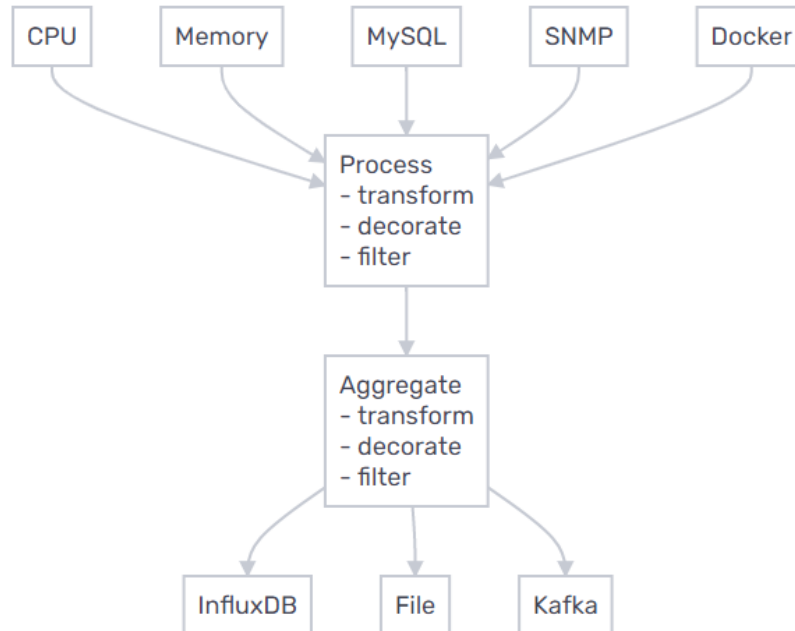 CPU
Memory
MySQL
SNMP
Docker
Process
- transform
- decorate
- filter
Aggregate
- transform
- decorate
- filter
InfluxDB
File
Kafka